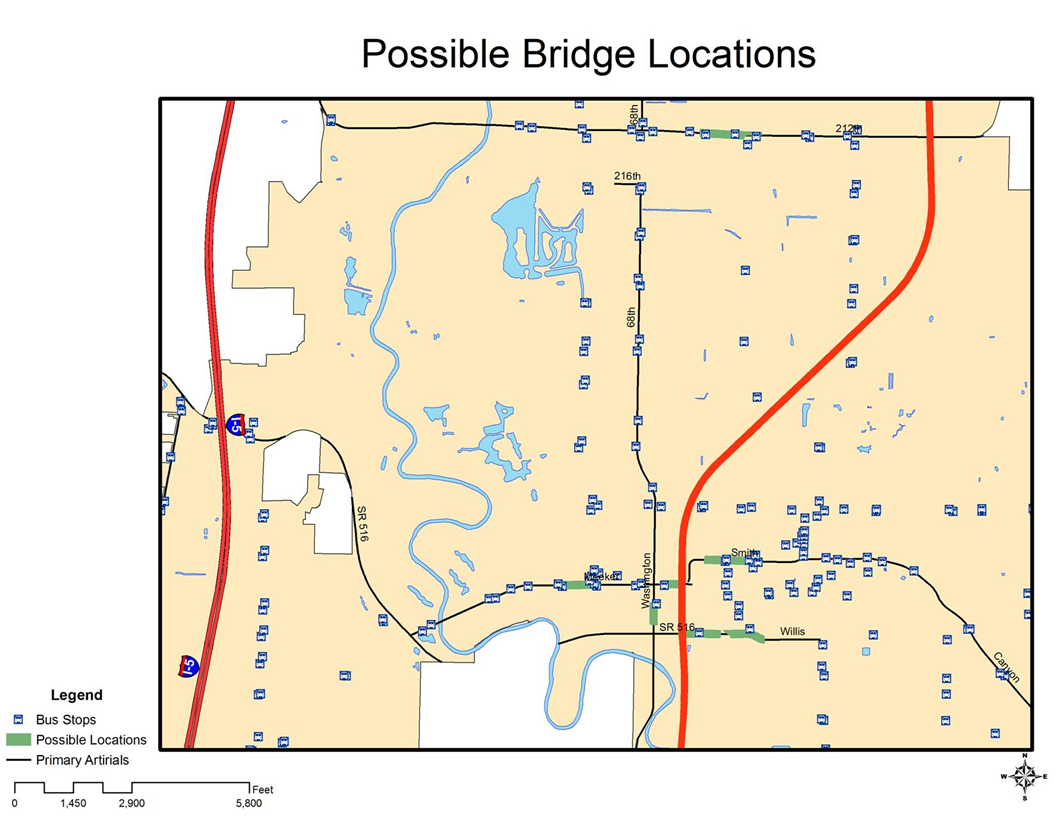 Possible Bridge Locations
68th
212th
216th
68th
I-5
SR 516
Smith
Meeker
Washington
SR 516
Willis
I-5
Canyon
Legend
Bus Stops
Possible Locations
Primary Artirials
Feet
0 1,450 2,900 5,800
N
W E
S